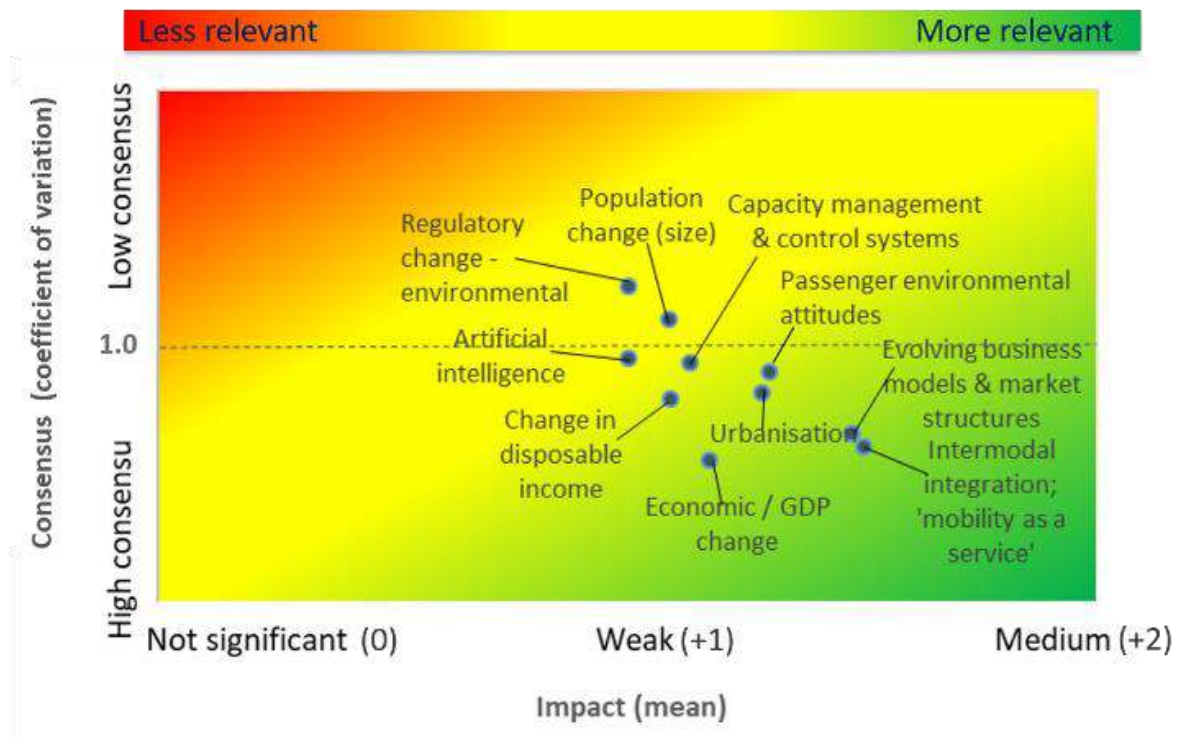 Less relevant
More relevant
Consensus (coefficient of variation)
Low consensus
1.0
High consensu
Regulatory
change -
environmental
Population
change (size)
Capacity management
& control systems
Passenger environmental
attitudes
Artificial
intelligence
Evolving business
models & market
structures
Change in
disposable
income
Urbanisation
Intermodal
integration;
'mobility as a
service'
Economic / GDP
change
Not significant (0)
Weak (+1)
Medium (+2)
Impact (mean)